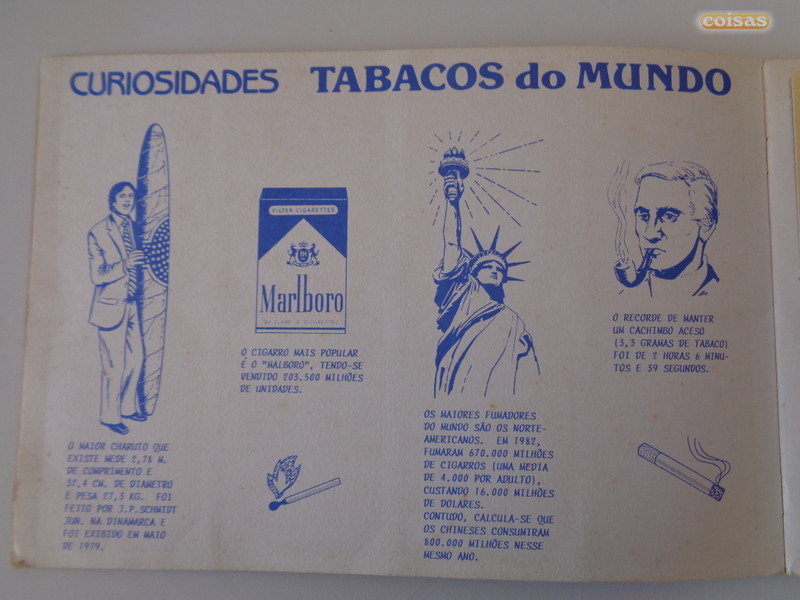 coisas
CURIOSIDADES TABACOS do MUNDO
O MAIOR CHARUTO QUE
EXISTE MEDE 2,78 M.
DE COMPRIMENTO E
32,4 CM. DE DIAMETRO
E PESA 27,3 KG. FOI
FEITO POR J.P.SCHMIDT
JUN. NA DINAMARCA E
FOI EXIBIDO EM MAIO
DE 1979.
FILTER CIGARETTES
Marlboro
O CIGARRO MAIS POPULAR
É O "MALBORO", TENDO-SE
VENDIDO 203.500 MILHÕES
DE UNIDADES.
OS MAIORES FUMADORES
DO MUNDO SÃO OS NORTE-
AMERICANOS. EM 1982,
FUMARAM 670.000 MILHÕES
DE CIGARROS (UMA MEDIA
DE 4.000 POR ADULTO),
CUSTANDO 16.000 MILHÕES
DE DOLARES.
CONTUDO, CALCULA-SE QUE
OS CHINESES CONSUMIRAM
800.000 MILHÕES NESSE
MESMO ANO.
O RECORDE DE MANTER
UM CACHIMBO ACESO
(3,3 GRAMAS DE TABACO)
FOI DE 2 HORAS 6 MINU-
TOS E 39 SEGUNDOS.